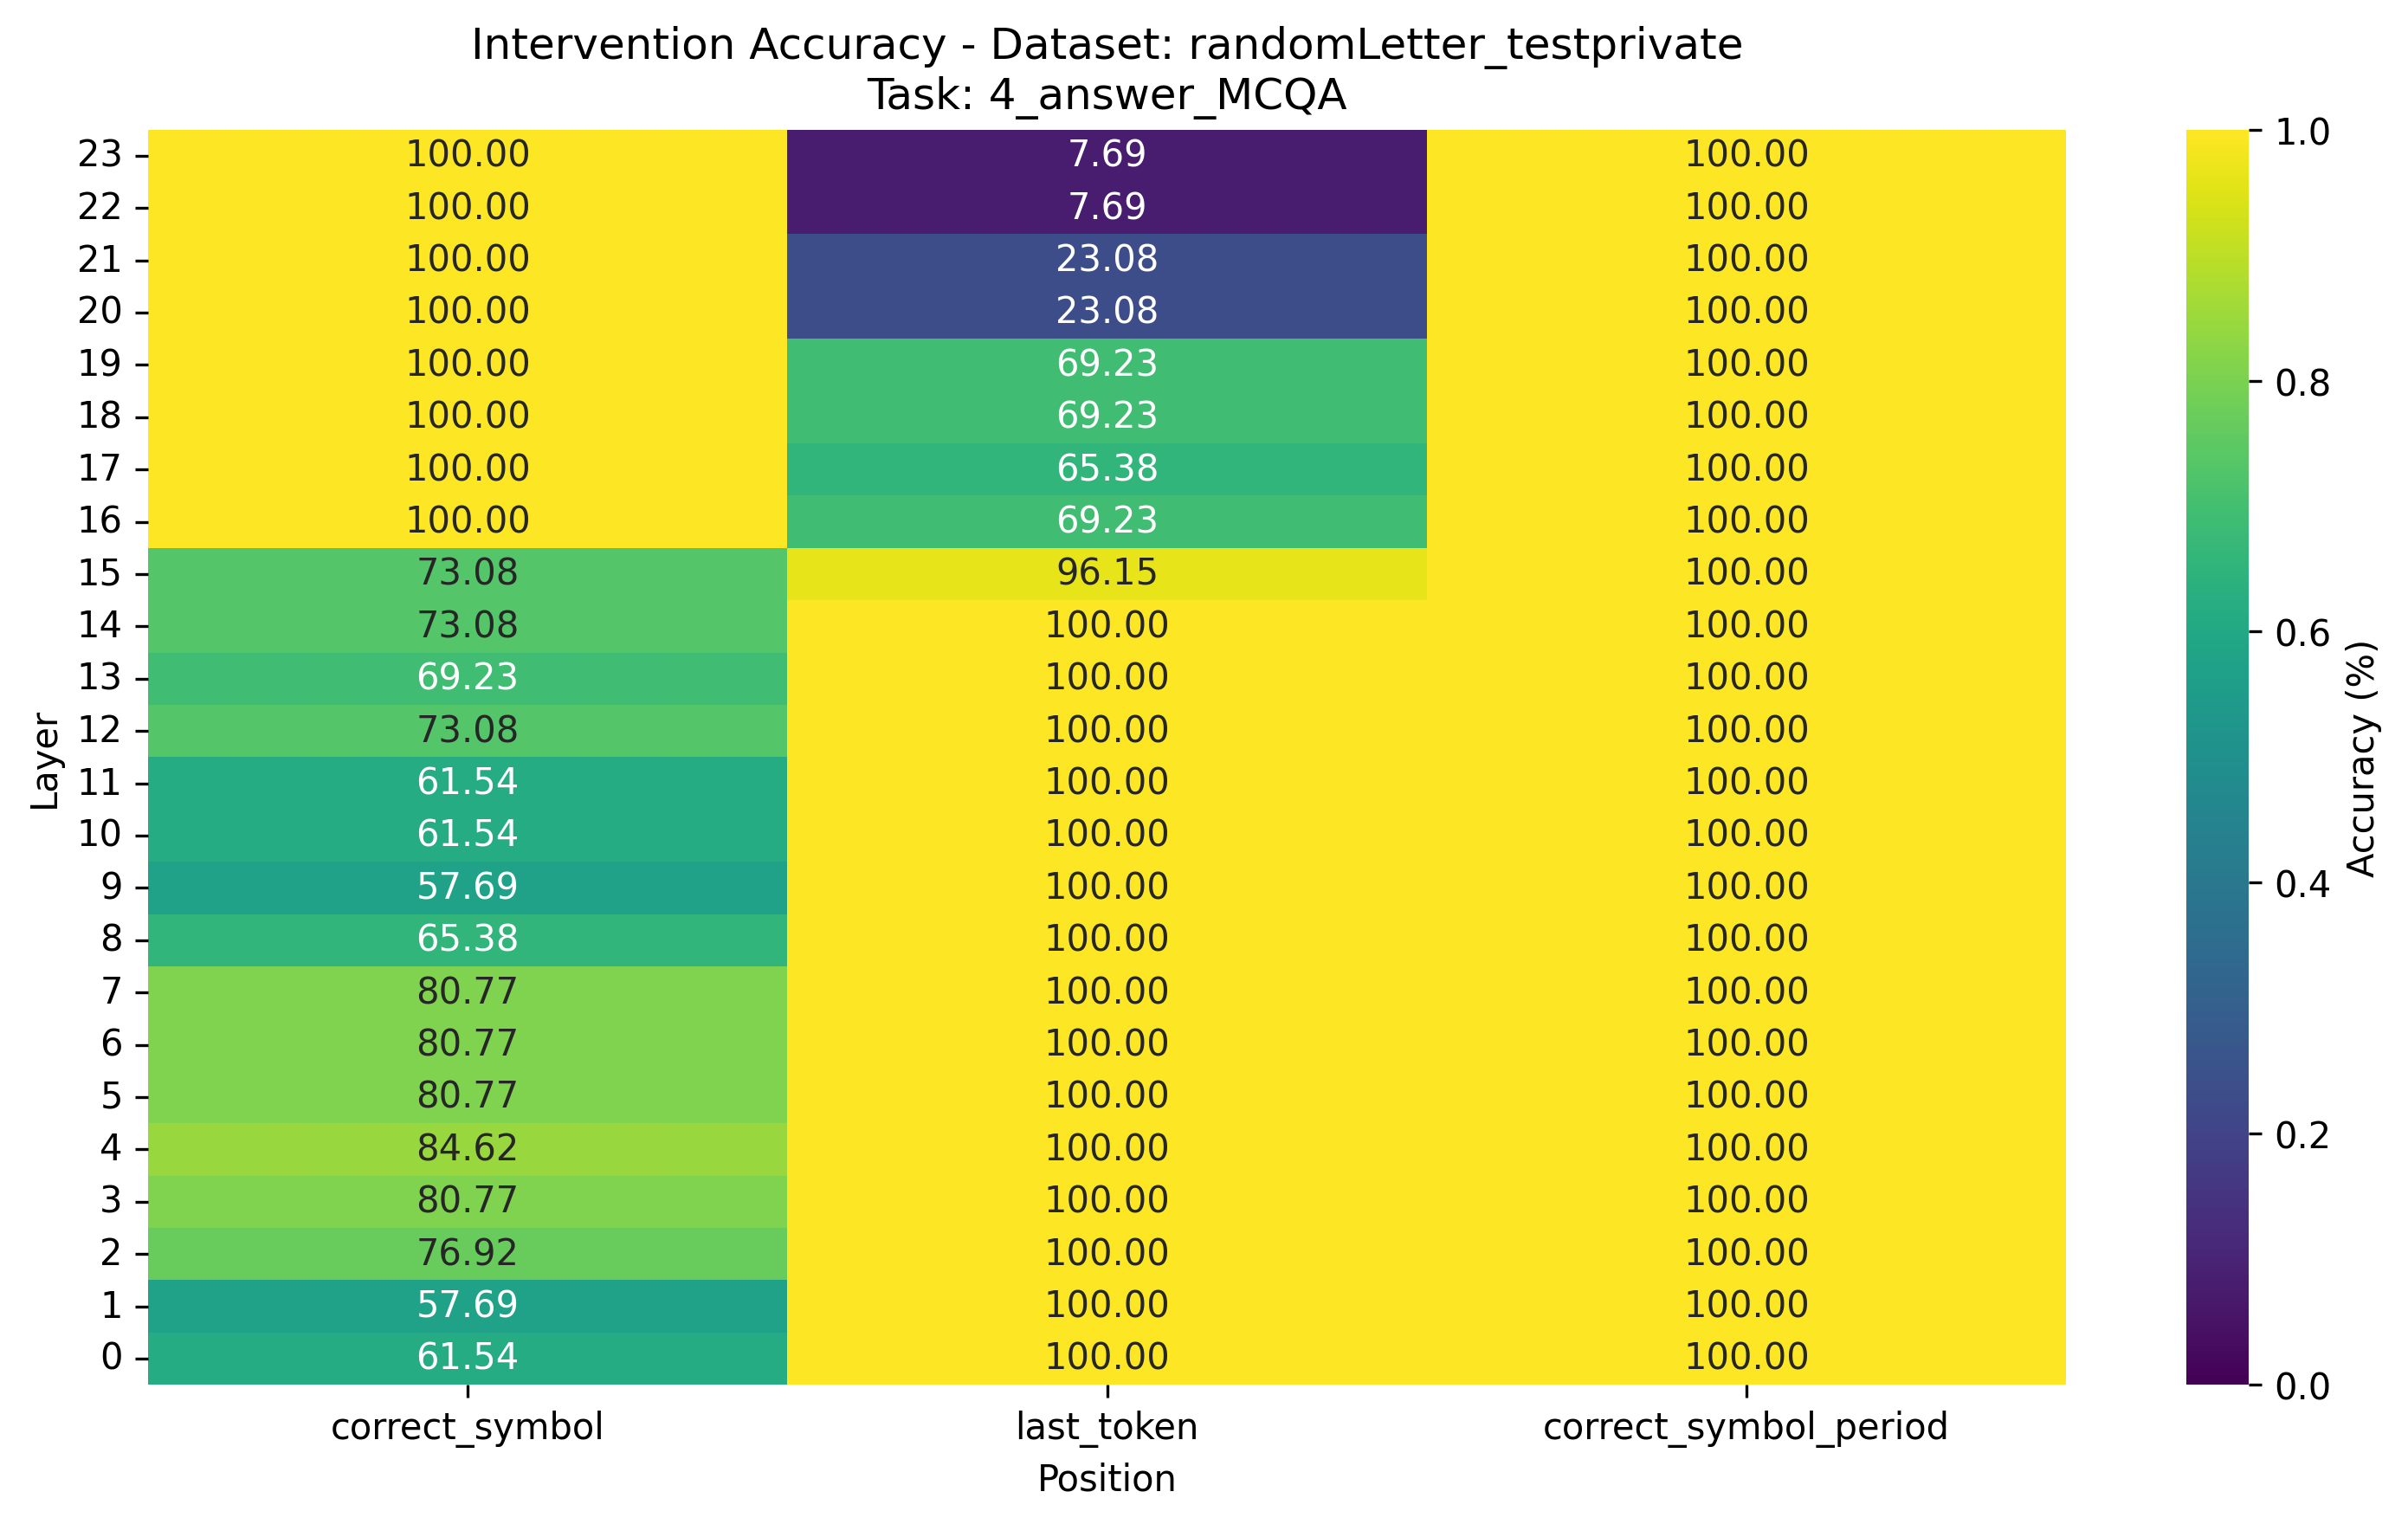 Intervention Accuracy - Dataset: randomLetter_testprivate
Task: 4_answer_MCQA
23 100.00 7.69 100.00
22 100.00 7.69 100.00
21 100.00 23.08 100.00
20 100.00 23.08 100.00
19 100.00 69.23 100.00
18 100.00 69.23 100.00
17 100.00 65.38 100.00
16 100.00 69.23 100.00
15 73.08 96.15 100.00
14 73.08 100.00 100.00
13 69.23 100.00 100.00
12 73.08 100.00 100.00
11 61.54 100.00 100.00
10 61.54 100.00 100.00
9 57.69 100.00 100.00
8 65.38 100.00 100.00
7 80.77 100.00 100.00
6 80.77 100.00 100.00
5 80.77 100.00 100.00
4 84.62 100.00 100.00
3 80.77 100.00 100.00
2 76.92 100.00 100.00
1 57.69 100.00 100.00
0 61.54 100.00 100.00
Layer
correct_symbol last_token correct_symbol_period
Position
1.0
0.8
0.6
0.4
0.2
0.0
Accuracy (%)